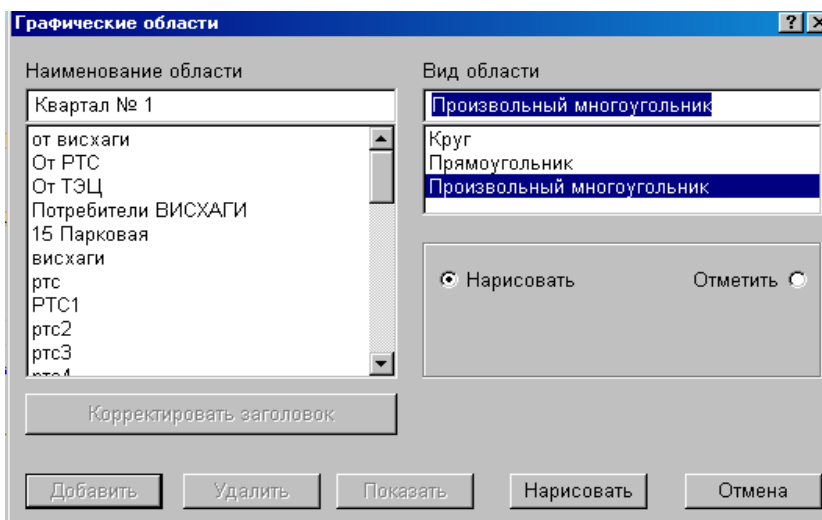 Графические области
Наименование области
Квартал № 1
от висхаги
От РТС
От ТЭЦ
Потребители ВИСХАГИ
15 Парковая
висхаги
ртс
РТС1
ртс2
ртс3
ртс4
Корректировать заголовок
Вид области
Произвольный многоугольник
Круг
Прямоугольник
Произвольный многоугольник
Нарисовать Отметить
Добавить Удалить Показать Нарисовать Отмена